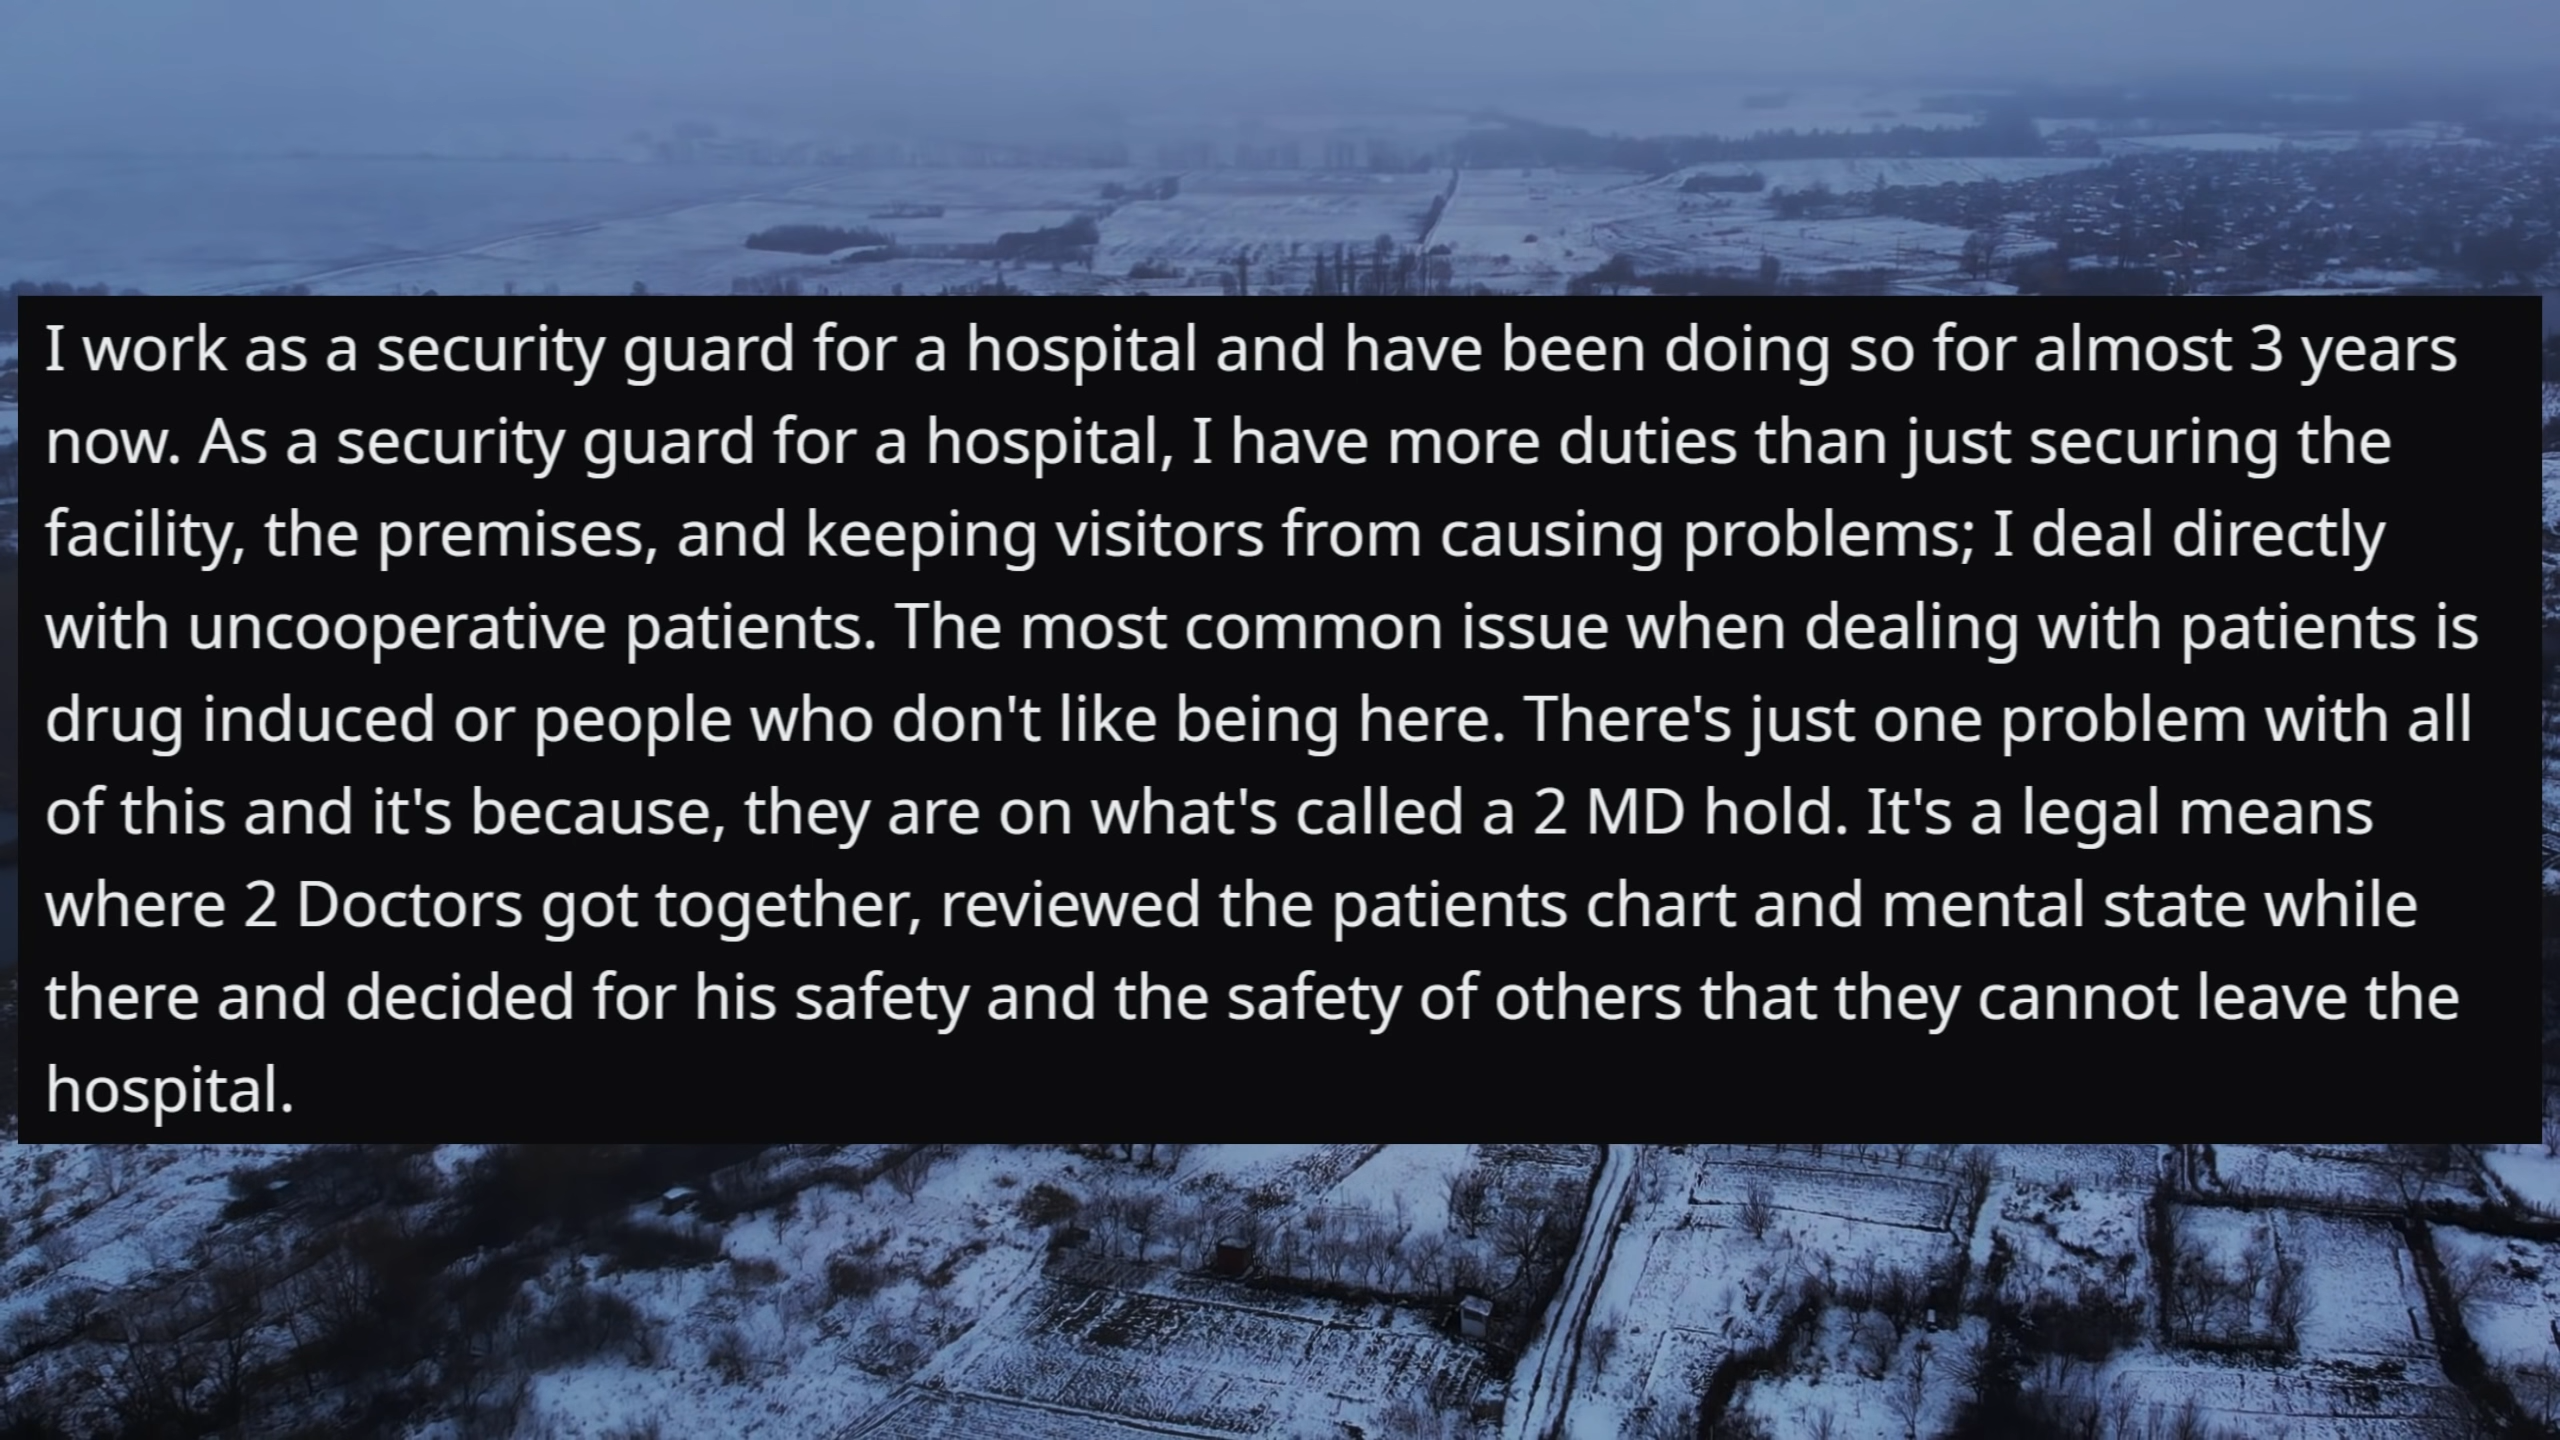 I work as a security guard for a hospital and have been doing so for almost 3 years
now. As a security guard for a hospital, I have more duties than just securing the
facility, the premises, and keeping visitors from causing problems; I deal directly
with uncooperative patients. The most common issue when dealing with patients is
drug induced or people who don't like being here. There's just one problem with all
of this and it's because, they are on what's called a 2 MD hold. It's a legal means
where 2 Doctors got together, reviewed the patients chart and mental state while
there and decided for his safety and the safety of others that they cannot leave the
hospital.